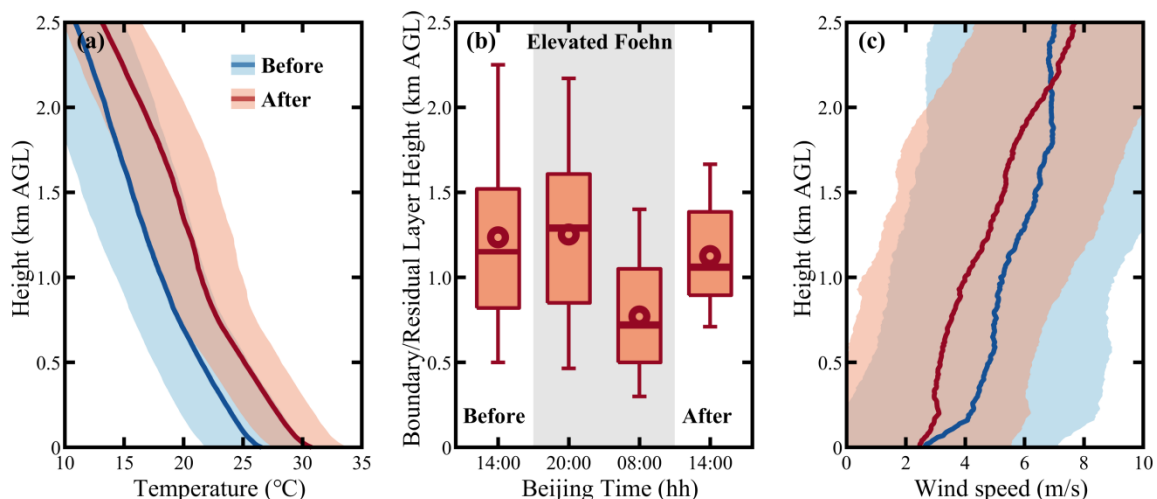 (a)
Before
After
2.5
2.0
1.5
1.0
0.5
0
10
15
20
25
30
35
Height (km AGL)
Temperature (℃)
(b)
Elevated Foehn
2.5
2.0
1.5
1.0
0.5
0
Before
After
14:00
20:00
08:00
14:00
Boundary/Residual Layer Height (km AGL)
Beijing Time (hh)
(c)
2.5
2.0
1.5
1.0
0.5
0
0
2
4
6
8
10
Height (km AGL)
Wind speed (m/s)